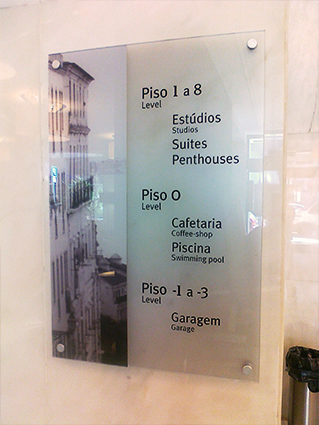 Piso 1 a 8
Level
Estúdios
Studios
Suites
Penthouses
Piso 0
Level
Cafetaria
Coffee-shop
Piscina
Swimming pool
Piso -1 a -3
Level
Garagem
Garage